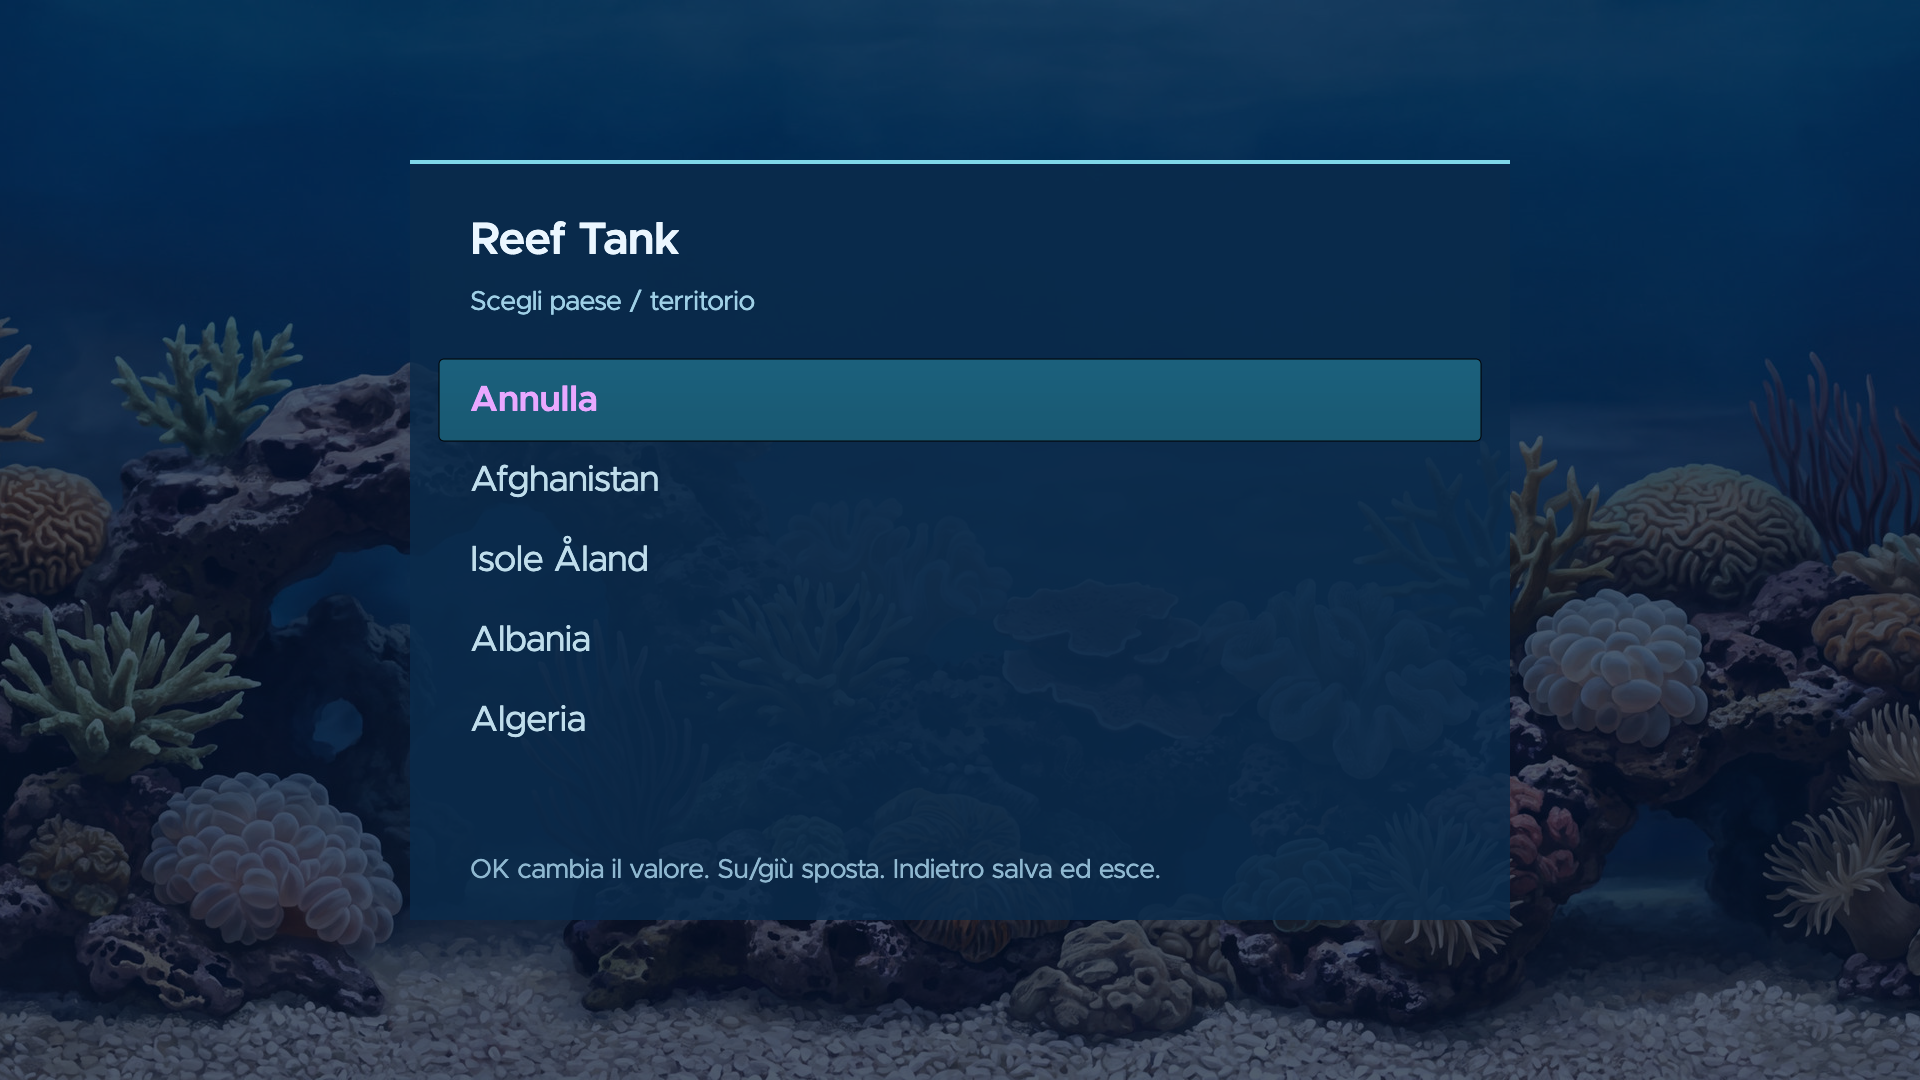 Reef Tank
Scegli paese / territorio
Annulla
Afghanistan
Isole Åland
Albania
Algeria
OK cambia il valore. Su/giù sposta. Indietro salva ed esce.